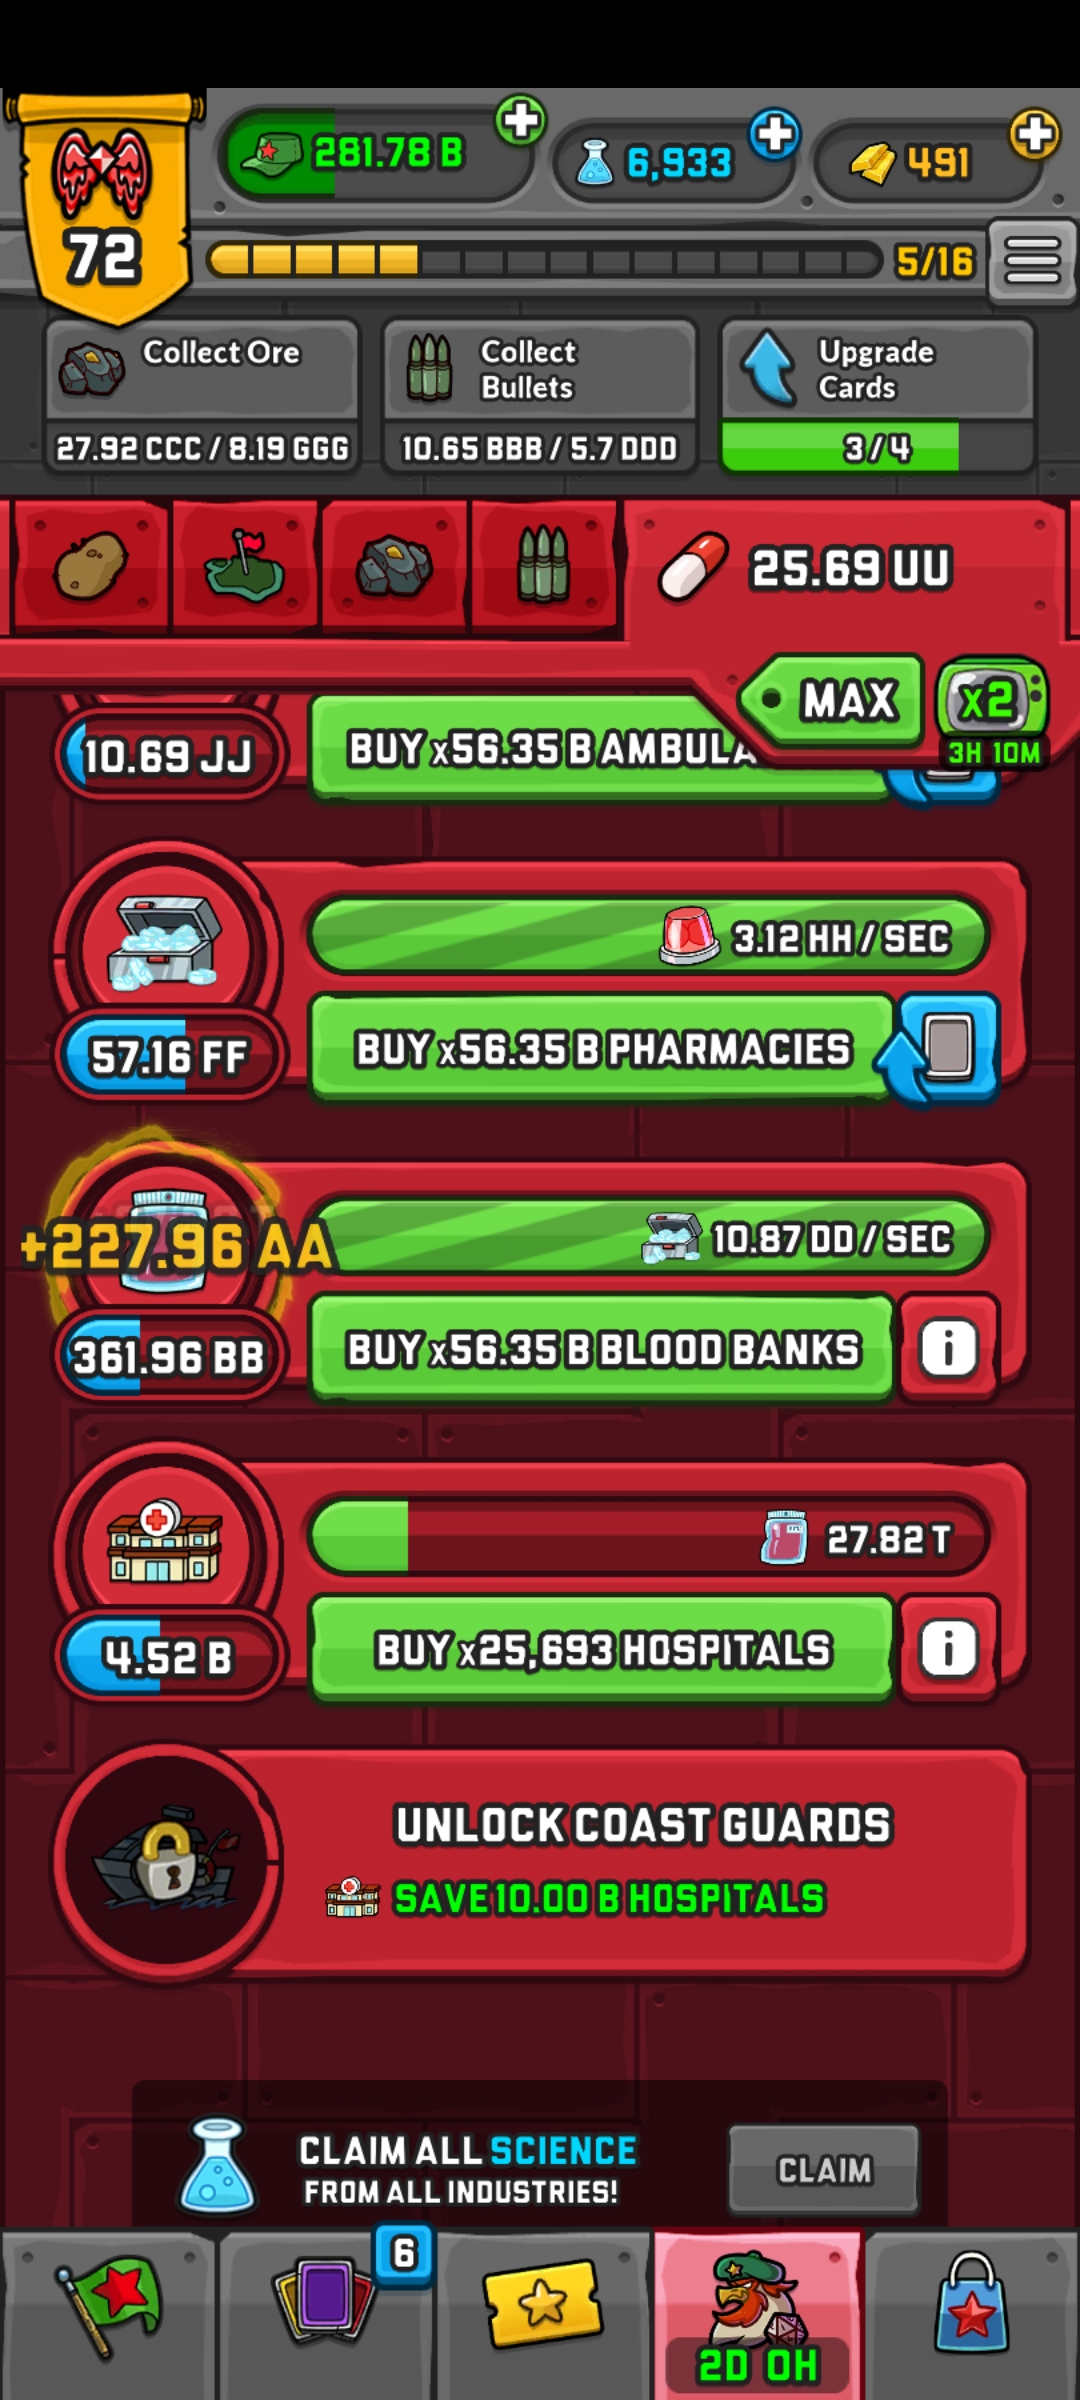 281.78 B
6,933
491
72
5/16
Collect Ore
27.92 CCC / 8.19 GGG
Collect
Bullets
10.65 BBB / 5.7 DDD
Upgrade
Cards
3/4
25.69 UU
MAX
x2
3H 10M
10.69 JJ
BUY x56.35 B AMBULA
3.12 HH / SEC
57.16 FF
BUY x56.35 B PHARMACIES
+227.96 AA
10.87 DD / SEC
361.96 BB
BUY x56.35 B BLOOD BANKS
i
27.82 T
4.52 B
BUY x25,693 HOSPITALS
i
UNLOCK COAST GUARDS
SAVE 10.00 B HOSPITALS
CLAIM ALL SCIENCE
FROM ALL INDUSTRIES!
CLAIM
6
2D 0H